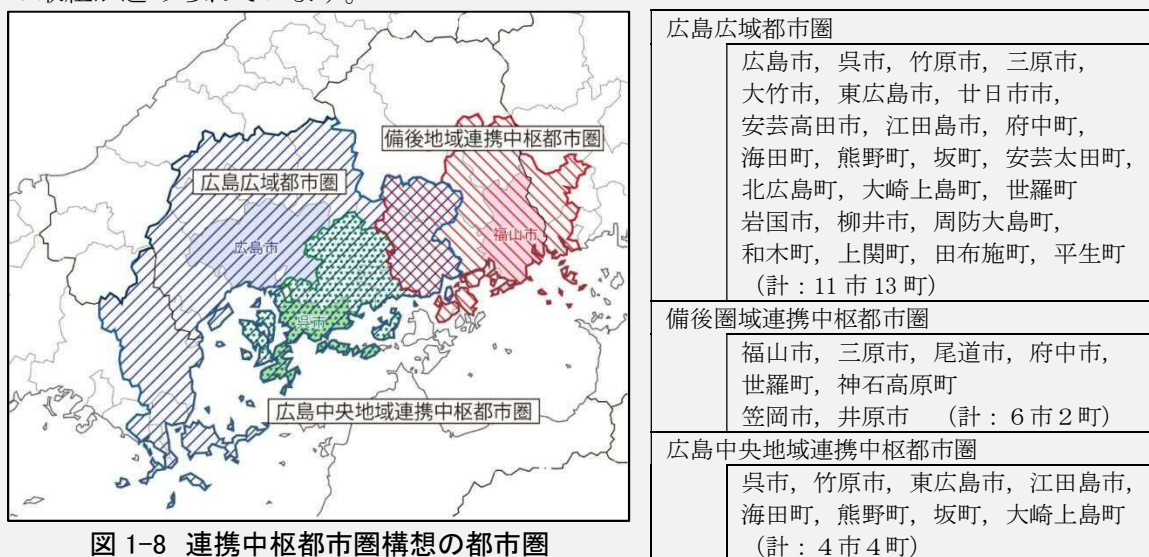 備後地域連携中枢都市圏
広島広域都市圏
広島市
福山市
呉市
広島中央地域連携中枢都市圏
図 1-8 連携中枢都市圏構想の都市圏
広島広域都市圏
広島市，呉市，竹原市，三原市，
大竹市，東広島市，廿日市市，
安芸高田市，江田島市，府中町，
海田町，熊野町，坂町，安芸太田町，
北広島町，大崎上島町，世羅町
岩国市，柳井市，周防大島町，
和木町，上関町，田布施町，平生町
（計：11 市 13 町）
備後圏域連携中枢都市圏
福山市，三原市，尾道市，府中市，
世羅町，神石高原町
笠岡市，井原市　（計：６市２町）
広島中央地域連携中枢都市圏
呉市，竹原市，東広島市，江田島市，
海田町，熊野町，坂町，大崎上島町
（計：４市４町）